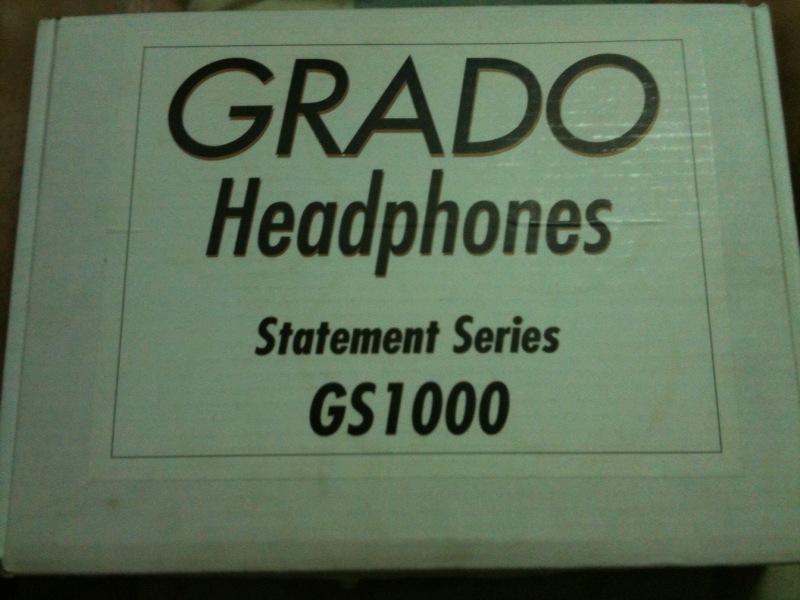 GRADO
Headphones
Statement Series
GS1000